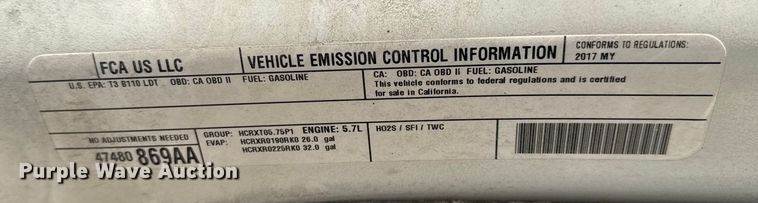 FCA US LLC
VEHICLE EMISSION CONTROL INFORMATION
CONFORMS TO REGULATIONS:
2017 MY
U.S. EPA: T3 B110 LDT OBD: CA OBD II FUEL: GASOLINE
CA: OBD: CA OBD II FUEL: GASOLINE
This vehicle conforms to federal regulations and is certified
for sale in California.
NO ADJUSTMENTS NEEDED
47480 869AA
GROUP: HCRXT05.75P1 ENGINE: 5.7L
EVAP: HCRXR0190RK0 26.0 gal
HCRXR0225RK0 32.0 gal
HO2S / SFI / TWC
Purple Wave Auction